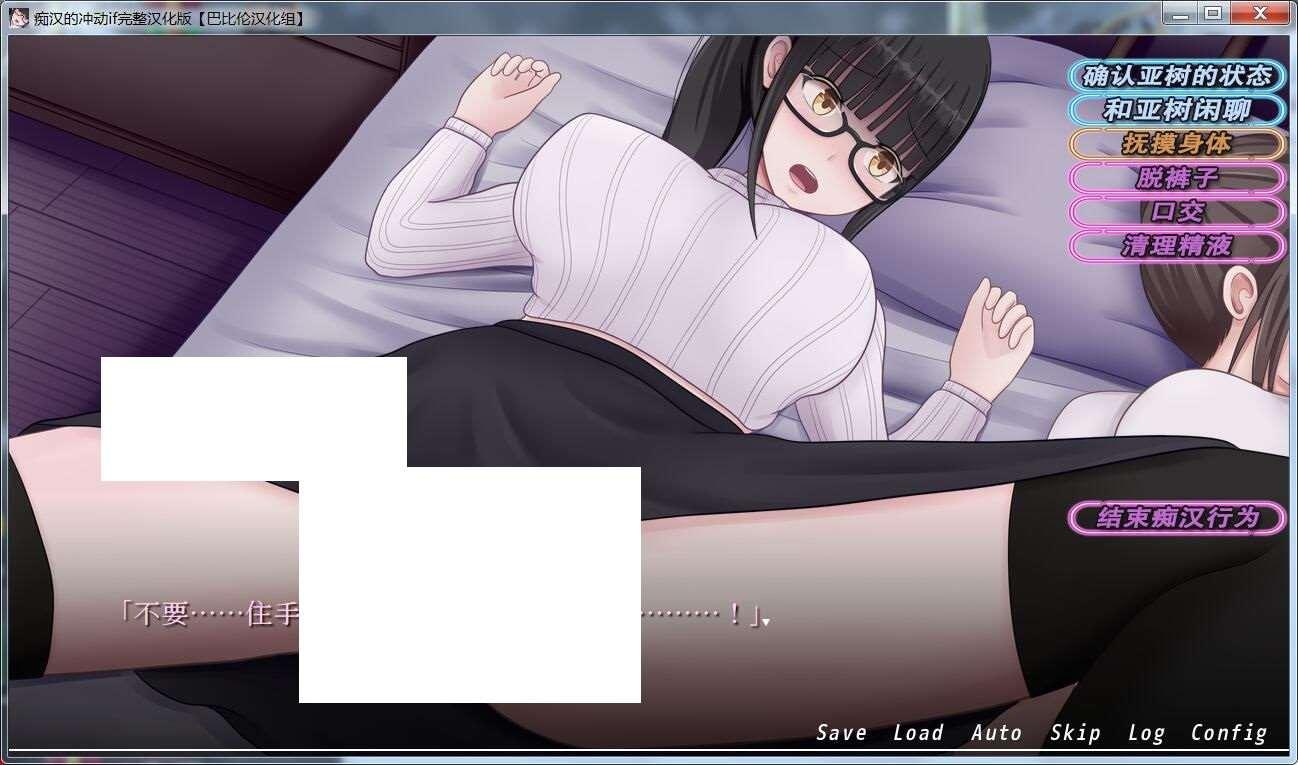 痴汉的冲动if完整汉化版【巴比伦汉化组】
确认亚树的状态
和亚树闲聊
抚摸身体
脱裤子
口交
清理精液
结束痴汉行为
「不要……住手
………！」
Save Load Auto Skip Log Config